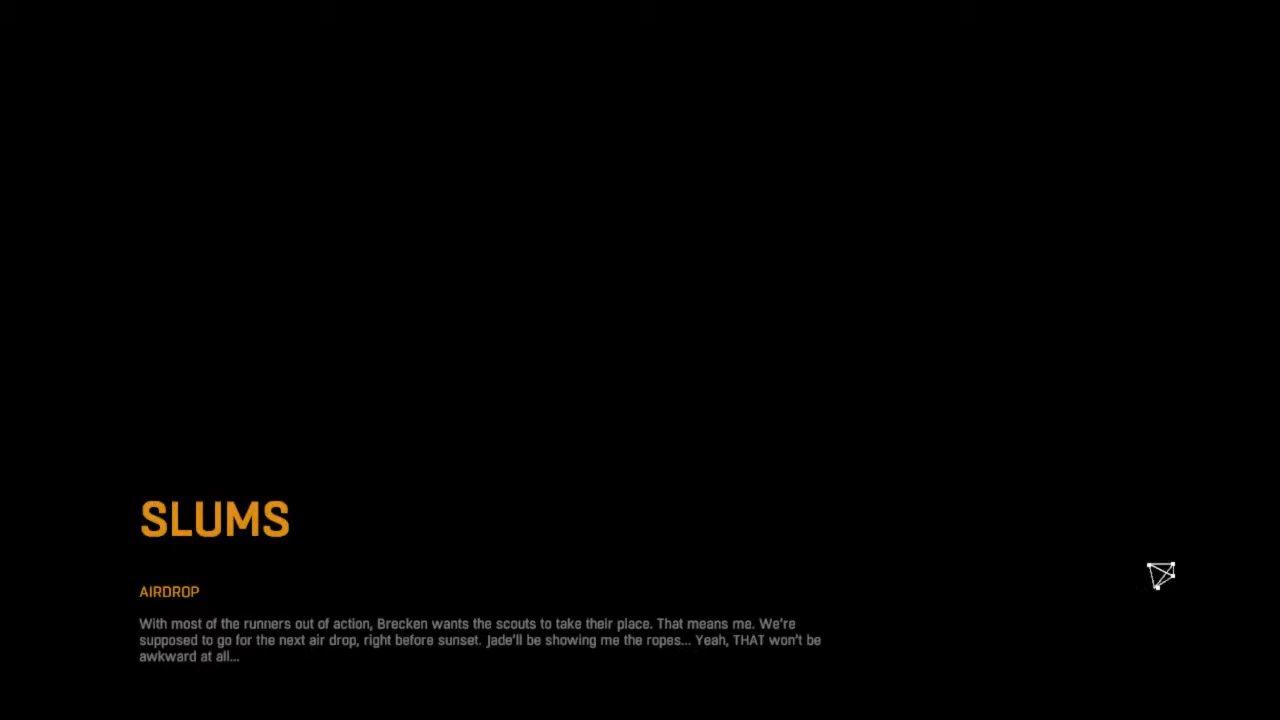 SLUMS
AIRDROP
With most of the runners out of action, Brecken wants the scouts to take their place. That means me. We're
supposed to go for the next air drop, right before sunset. Jade'll be showing me the ropes... Yeah, THAT won't be
awkward at all...